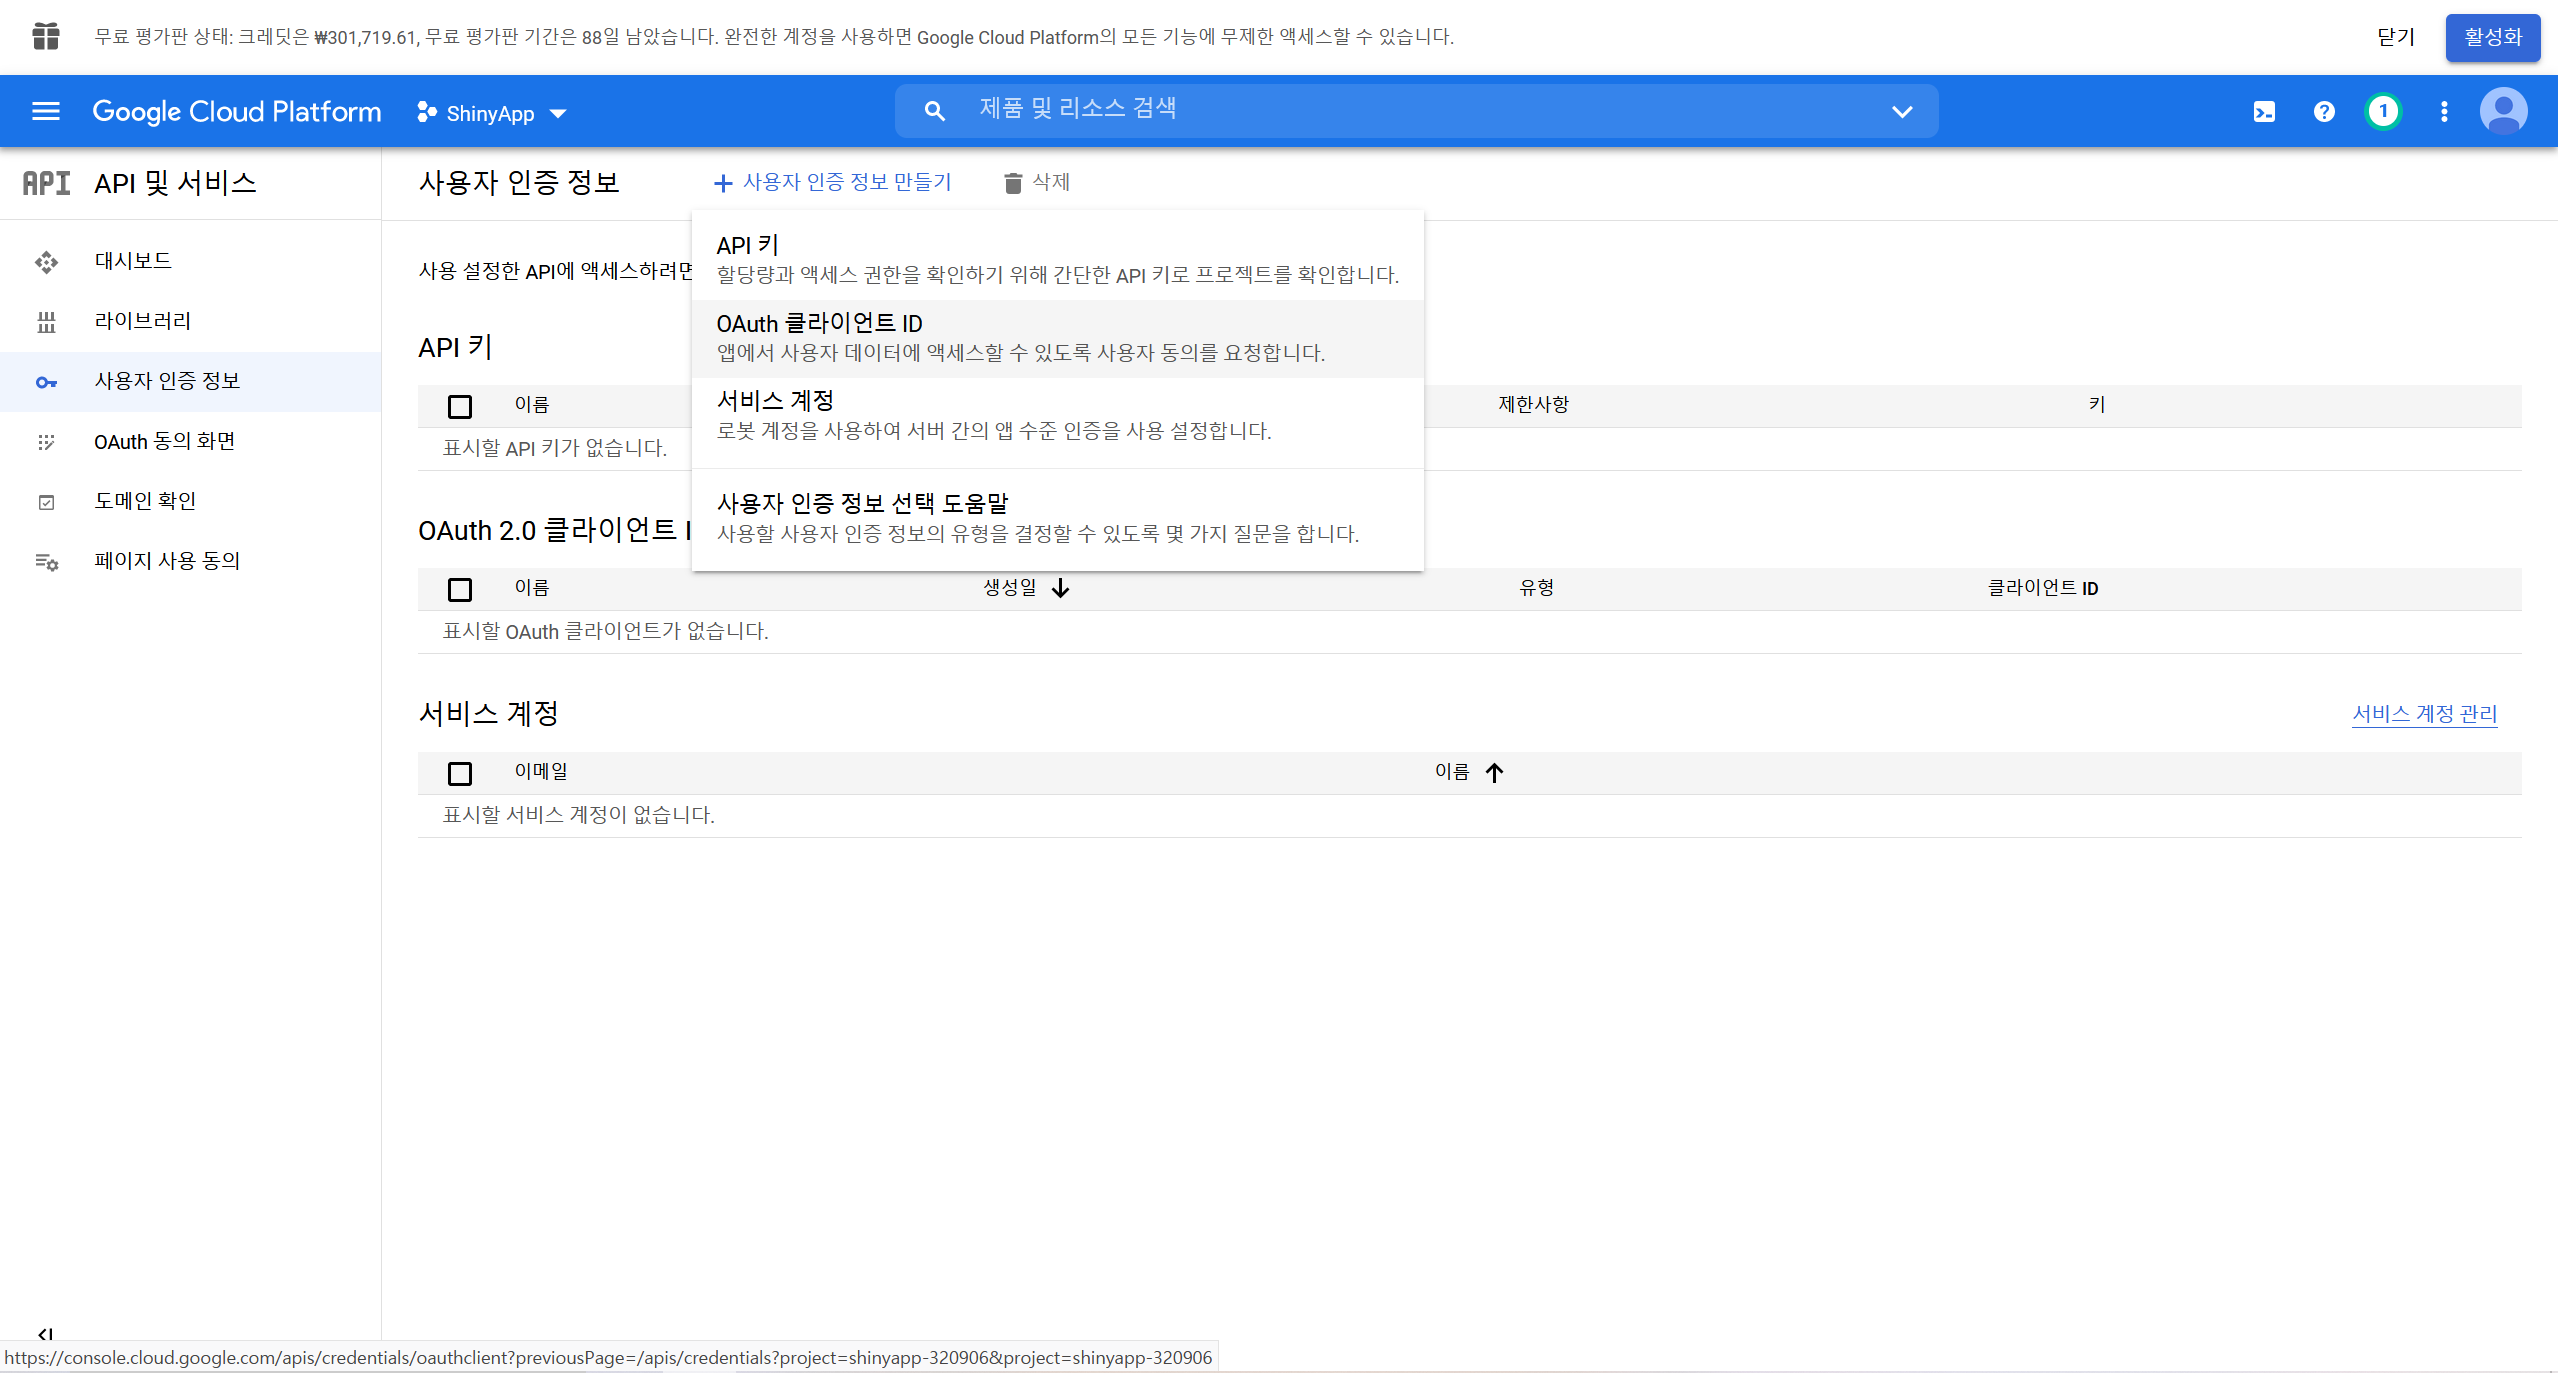 무료 평가판 상태: 크레딧은 ₩301,719.61, 무료 평가판 기간은 88일 남았습니다. 완전한 계정을 사용하면 Google Cloud Platform의 모든 기능에 무제한 액세스할 수 있습니다.
닫기
활성화
Google Cloud Platform
ShinyApp
제품 및 리소스 검색
1
API
API 및 서비스
사용자 인증 정보
사용자 인증 정보 만들기
삭제
대시보드
라이브러리
사용자 인증 정보
OAuth 동의 화면
도메인 확인
페이지 사용 동의
사용 설정한 API에 액세스하려면
API 키
할당량과 액세스 권한을 확인하기 위해 간단한 API 키로 프로젝트를 확인합니다.
OAuth 클라이언트 ID
앱에서 사용자 데이터에 액세스할 수 있도록 사용자 동의를 요청합니다.
서비스 계정
로봇 계정을 사용하여 서버 간의 앱 수준 인증을 사용 설정합니다.
사용자 인증 정보 선택 도움말
사용할 사용자 인증 정보의 유형을 결정할 수 있도록 몇 가지 질문을 합니다.
API 키
이름
제한사항
키
표시할 API 키가 없습니다.
OAuth 2.0 클라이언트 I
이름
생성일
유형
클라이언트 ID
표시할 OAuth 클라이언트가 없습니다.
서비스 계정
서비스 계정 관리
이메일
이름
표시할 서비스 계정이 없습니다.
https://console.cloud.google.com/apis/credentials/oauthclient?previousPage=/apis/credentials?project=shinyapp-320906&project=shinyapp-320906